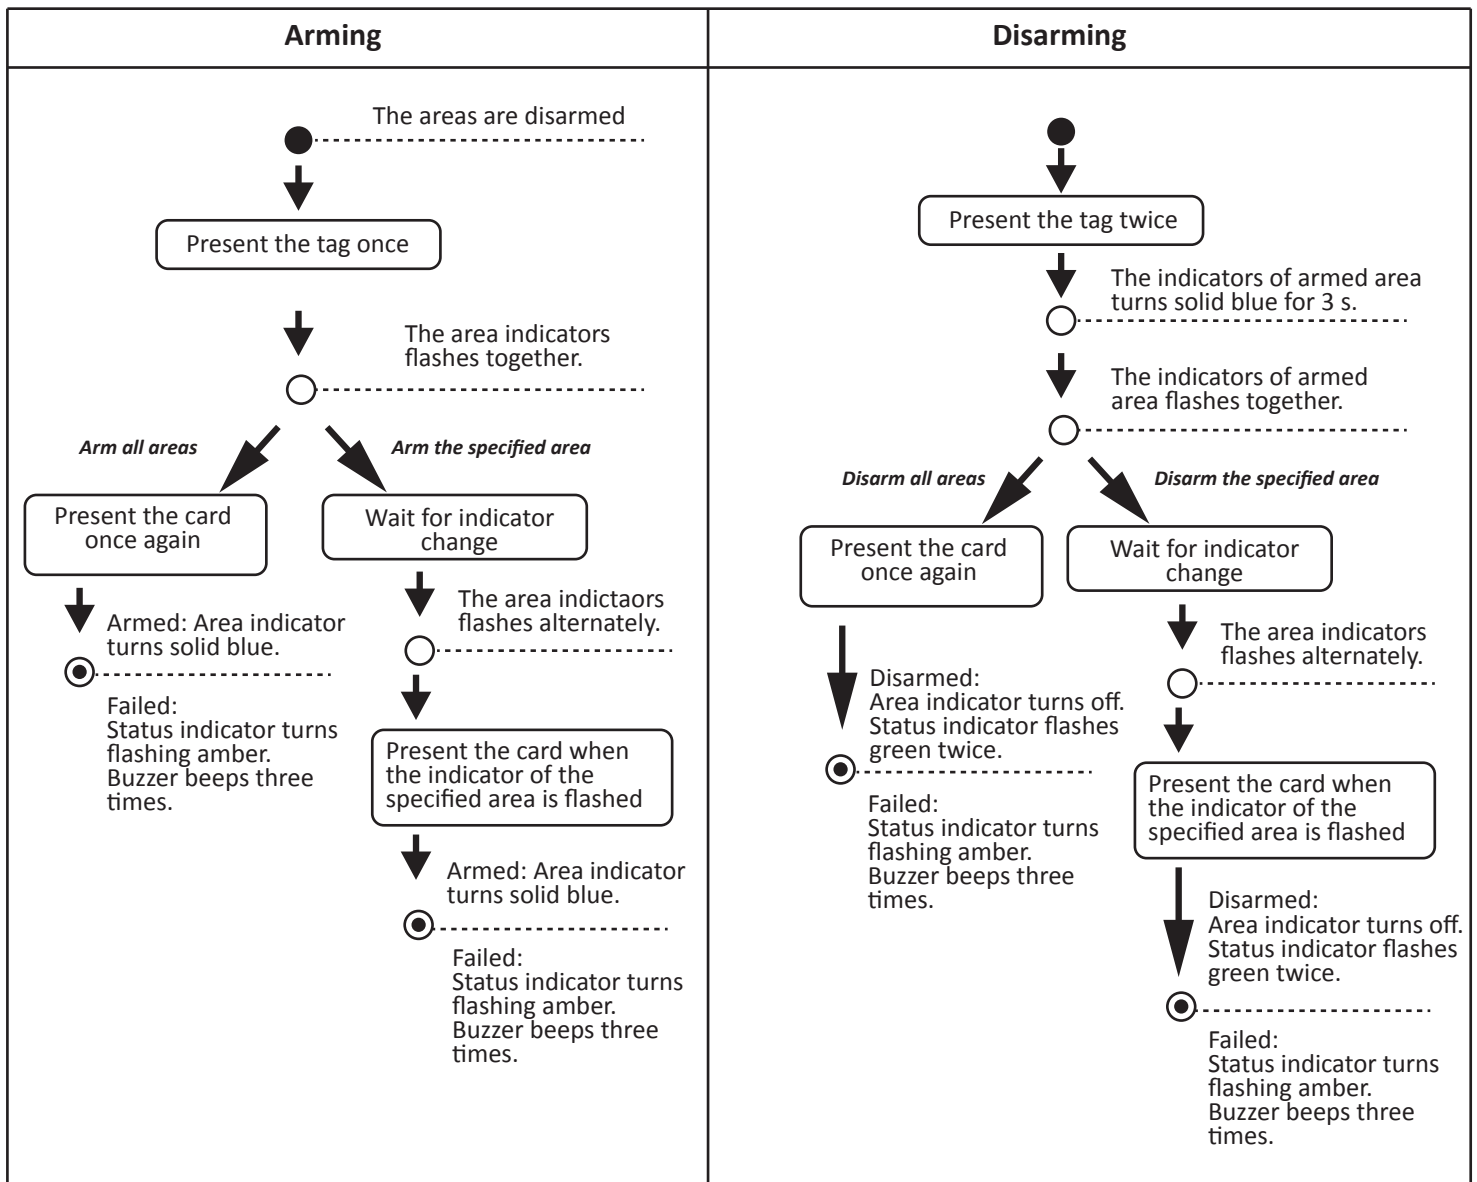 Arming
The areas are disarmed
Present the tag once
The area indicators
flashes together.
Arm all areas
Arm the specified area
Present the card
once again
Wait for indicator
change
Armed: Area indicator
turns solid blue.
Failed:
Status indicator turns
flashing amber.
Buzzer beeps three
times.
The area indictaors
flashes alternately.
Present the card when
the indicator of the
specified area is flashed
Armed: Area indicator
turns solid blue.
Failed:
Status indicator turns
flashing amber.
Buzzer beeps three
times.
Disarming
Present the tag twice
The indicators of armed area
turns solid blue for 3 s.
The indicators of armed
area flashes together.
Disarm all areas
Disarm the specified area
Present the card
once again
Wait for indicator
change
Disarmed:
Area indicator turns off.
Status indicator flashes
green twice.
Failed:
Status indicator turns
flashing amber.
Buzzer beeps three
times.
The area indicators
flashes alternately.
Present the card when
the indicator of the
specified area is flashed
Disarmed:
Area indicator turns off.
Status indicator flashes
green twice.
Failed:
Status indicator turns
flashing amber.
Buzzer beeps three
times.